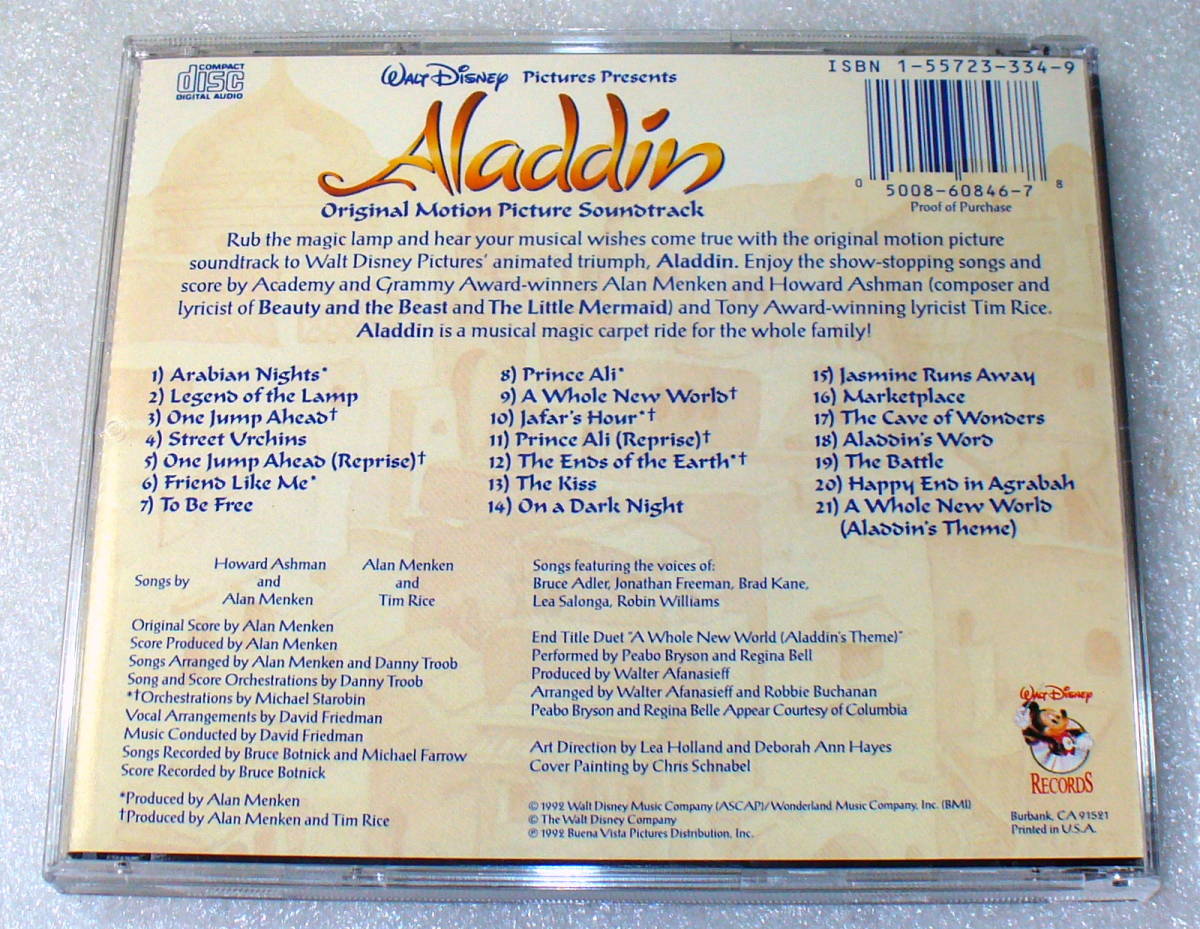 COMPACT
disc
DIGITAL AUDIO
Walt Disney Pictures Presents
Aladdin
Original Motion Picture Soundtrack
ISBN 1-55723-334-9
0 5008-60846-7 8
Proof of Purchase
Rub the magic lamp and hear your musical wishes come true with the original motion picture
soundtrack to Walt Disney Pictures' animated triumph, Aladdin. Enjoy the show-stopping songs and
score by Academy and Grammy Award-winners Alan Menken and Howard Ashman (composer and
lyricist of Beauty and the Beast and The Little Mermaid) and Tony Award-winning lyricist Tim Rice.
Aladdin is a musical magic carpet ride for the whole family!
1) Arabian Nights*
2) Legend of the Lamp
3) One Jump Ahead†
4) Street Urchins
5) One Jump Ahead (Reprise)†
6) Friend Like Me*
7) To Be Free
8) Prince Ali*
9) A Whole New World†
10) Jafar's Hour*†
11) Prince Ali (Reprise)†
12) The Ends of the Earth*†
13) The Kiss
14) On a Dark Night
15) Jasmine Runs Away
16) Marketplace
17) The Cave of Wonders
18) Aladdin's Word
19) The Battle
20) Happy End in Agrabah
21) A Whole New World
(Aladdin's Theme)
Songs by
Howard Ashman
and
Alan Menken
Alan Menken
and
Tim Rice
Original Score by Alan Menken
Score Produced by Alan Menken
Songs Arranged by Alan Menken and Danny Troob
Song and Score Orchestrations by Danny Troob
*†Orchestrations by Michael Starobin
Vocal Arrangements by David Friedman
Music Conducted by David Friedman
Songs Recorded by Bruce Botnick and Michael Farrow
Score Recorded by Bruce Botnick
*Produced by Alan Menken
†Produced by Alan Menken and Tim Rice
Songs featuring the voices of:
Bruce Adler, Jonathan Freeman, Brad Kane,
Lea Salonga, Robin Williams
End Title Duet "A Whole New World (Aladdin's Theme)"
Performed by Peabo Bryson and Regina Bell
Produced by Walter Afanasieff
Arranged by Walter Afanasieff and Robbie Buchanan
Peabo Bryson and Regina Belle Appear Courtesy of Columbia
Art Direction by Lea Holland and Deborah Ann Hayes
Cover Painting by Chris Schnabel
© 1992 Walt Disney Music Company (ASCAP)/Wonderland Music Company, Inc. (BMI)
© The Walt Disney Company
℗ 1992 Buena Vista Pictures Distribution, Inc.
Walt Disney
RECORDS
Burbank, CA 91521
Printed in U.S.A.